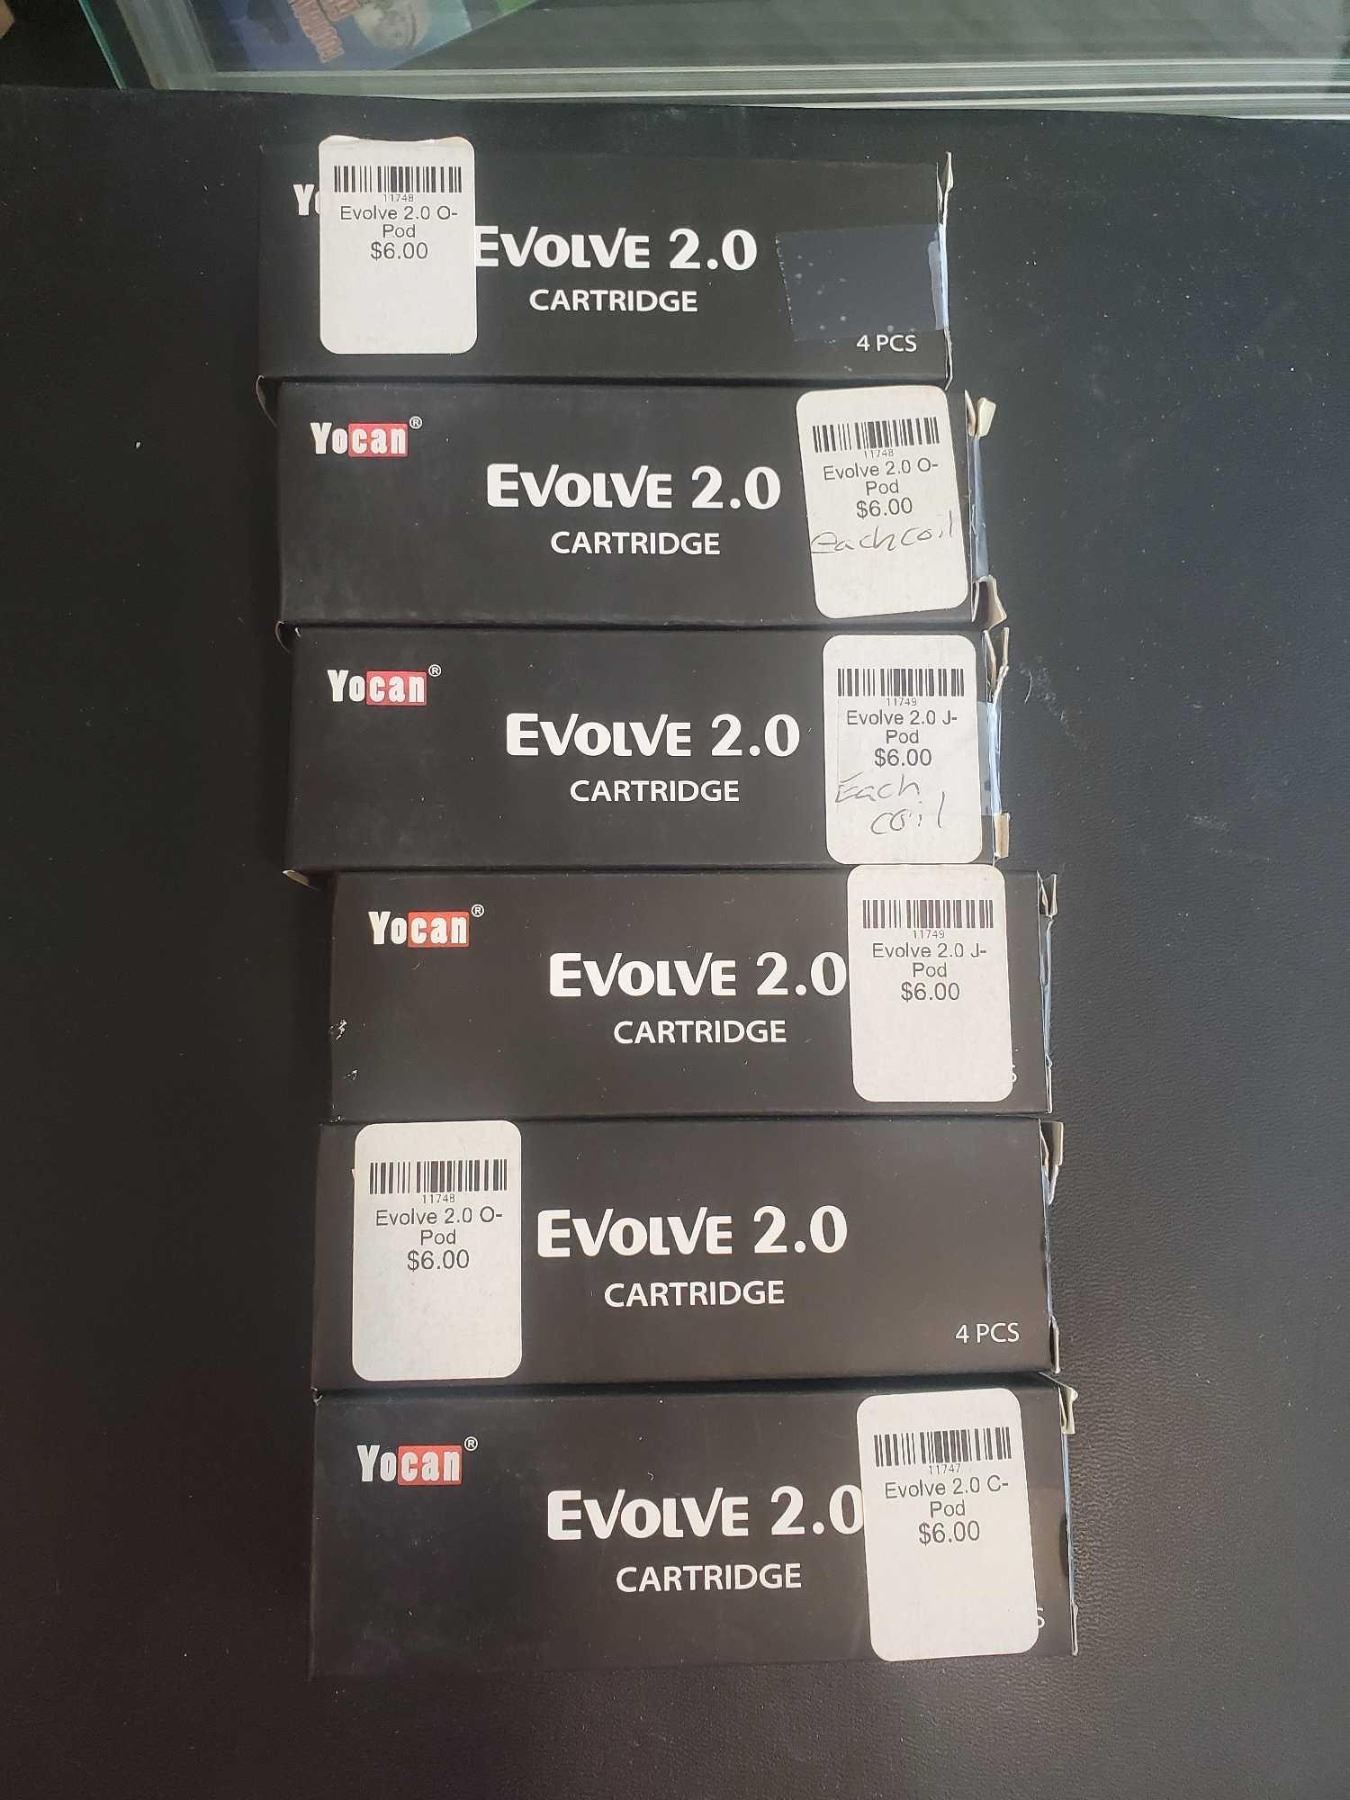 Yo
11748
Evolve 2.0 O-
Pod
$6.00
EVOLVE 2.0
CARTRIDGE
4 PCS
Yocan®
EVOLVE 2.0
CARTRIDGE
11748
Evolve 2.0 O-
Pod
$6.00
each coil
Yocan®
EVOLVE 2.0
CARTRIDGE
11749
Evolve 2.0 J-
Pod
$6.00
Each
coil
Yocan®
EVOLVE 2.0
CARTRIDGE
11749
Evolve 2.0 J-
Pod
$6.00
S
11748
Evolve 2.0 O-
Pod
$6.00
EVOLVE 2.0
CARTRIDGE
4 PCS
Yocan®
EVOLVE 2.0
CARTRIDGE
11747
Evolve 2.0 C-
Pod
$6.00
S